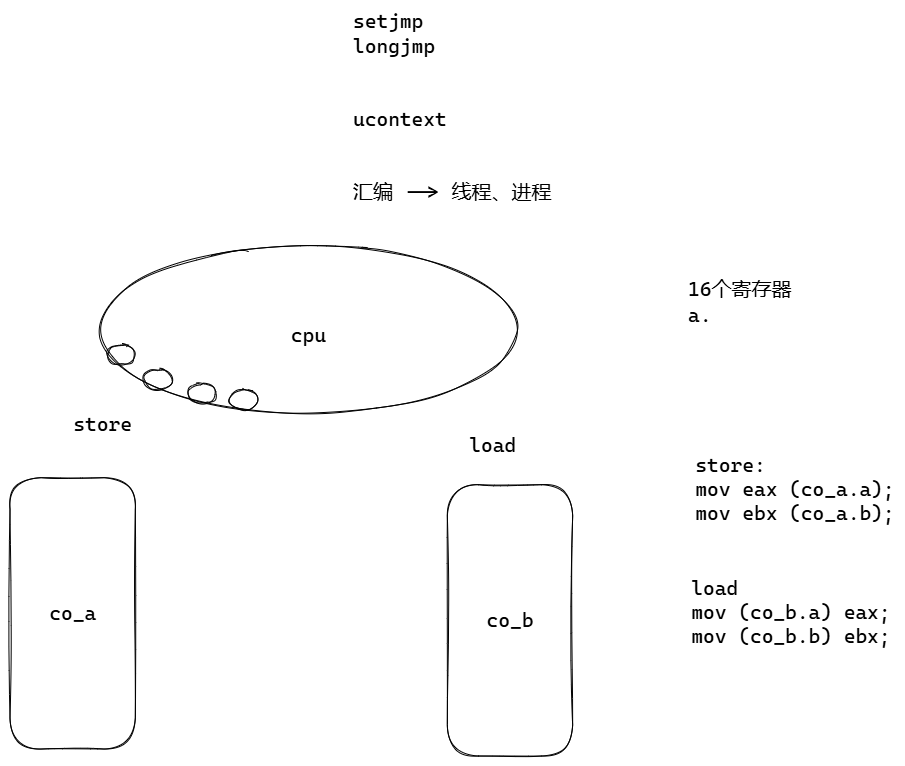 setjmp
longjmp
ucontext
汇编 → 线程、进程
16个寄存器
a.
cpu
store
load
store:
mov eax (co_a.a);
mov ebx (co_a.b);
load
mov (co_b.a) eax;
mov (co_b.b) ebx;
co_a
co_b